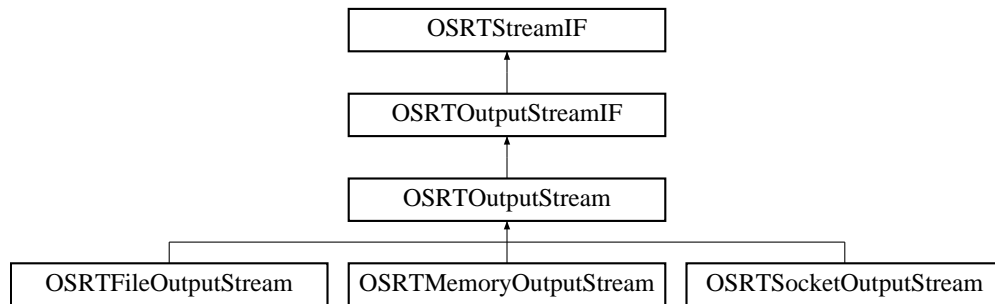 OSRTStreamIF
OSRTOutputStreamIF
OSRTOutputStream
OSRTFileOutputStream
OSRTMemoryOutputStream
OSRTSocketOutputStream